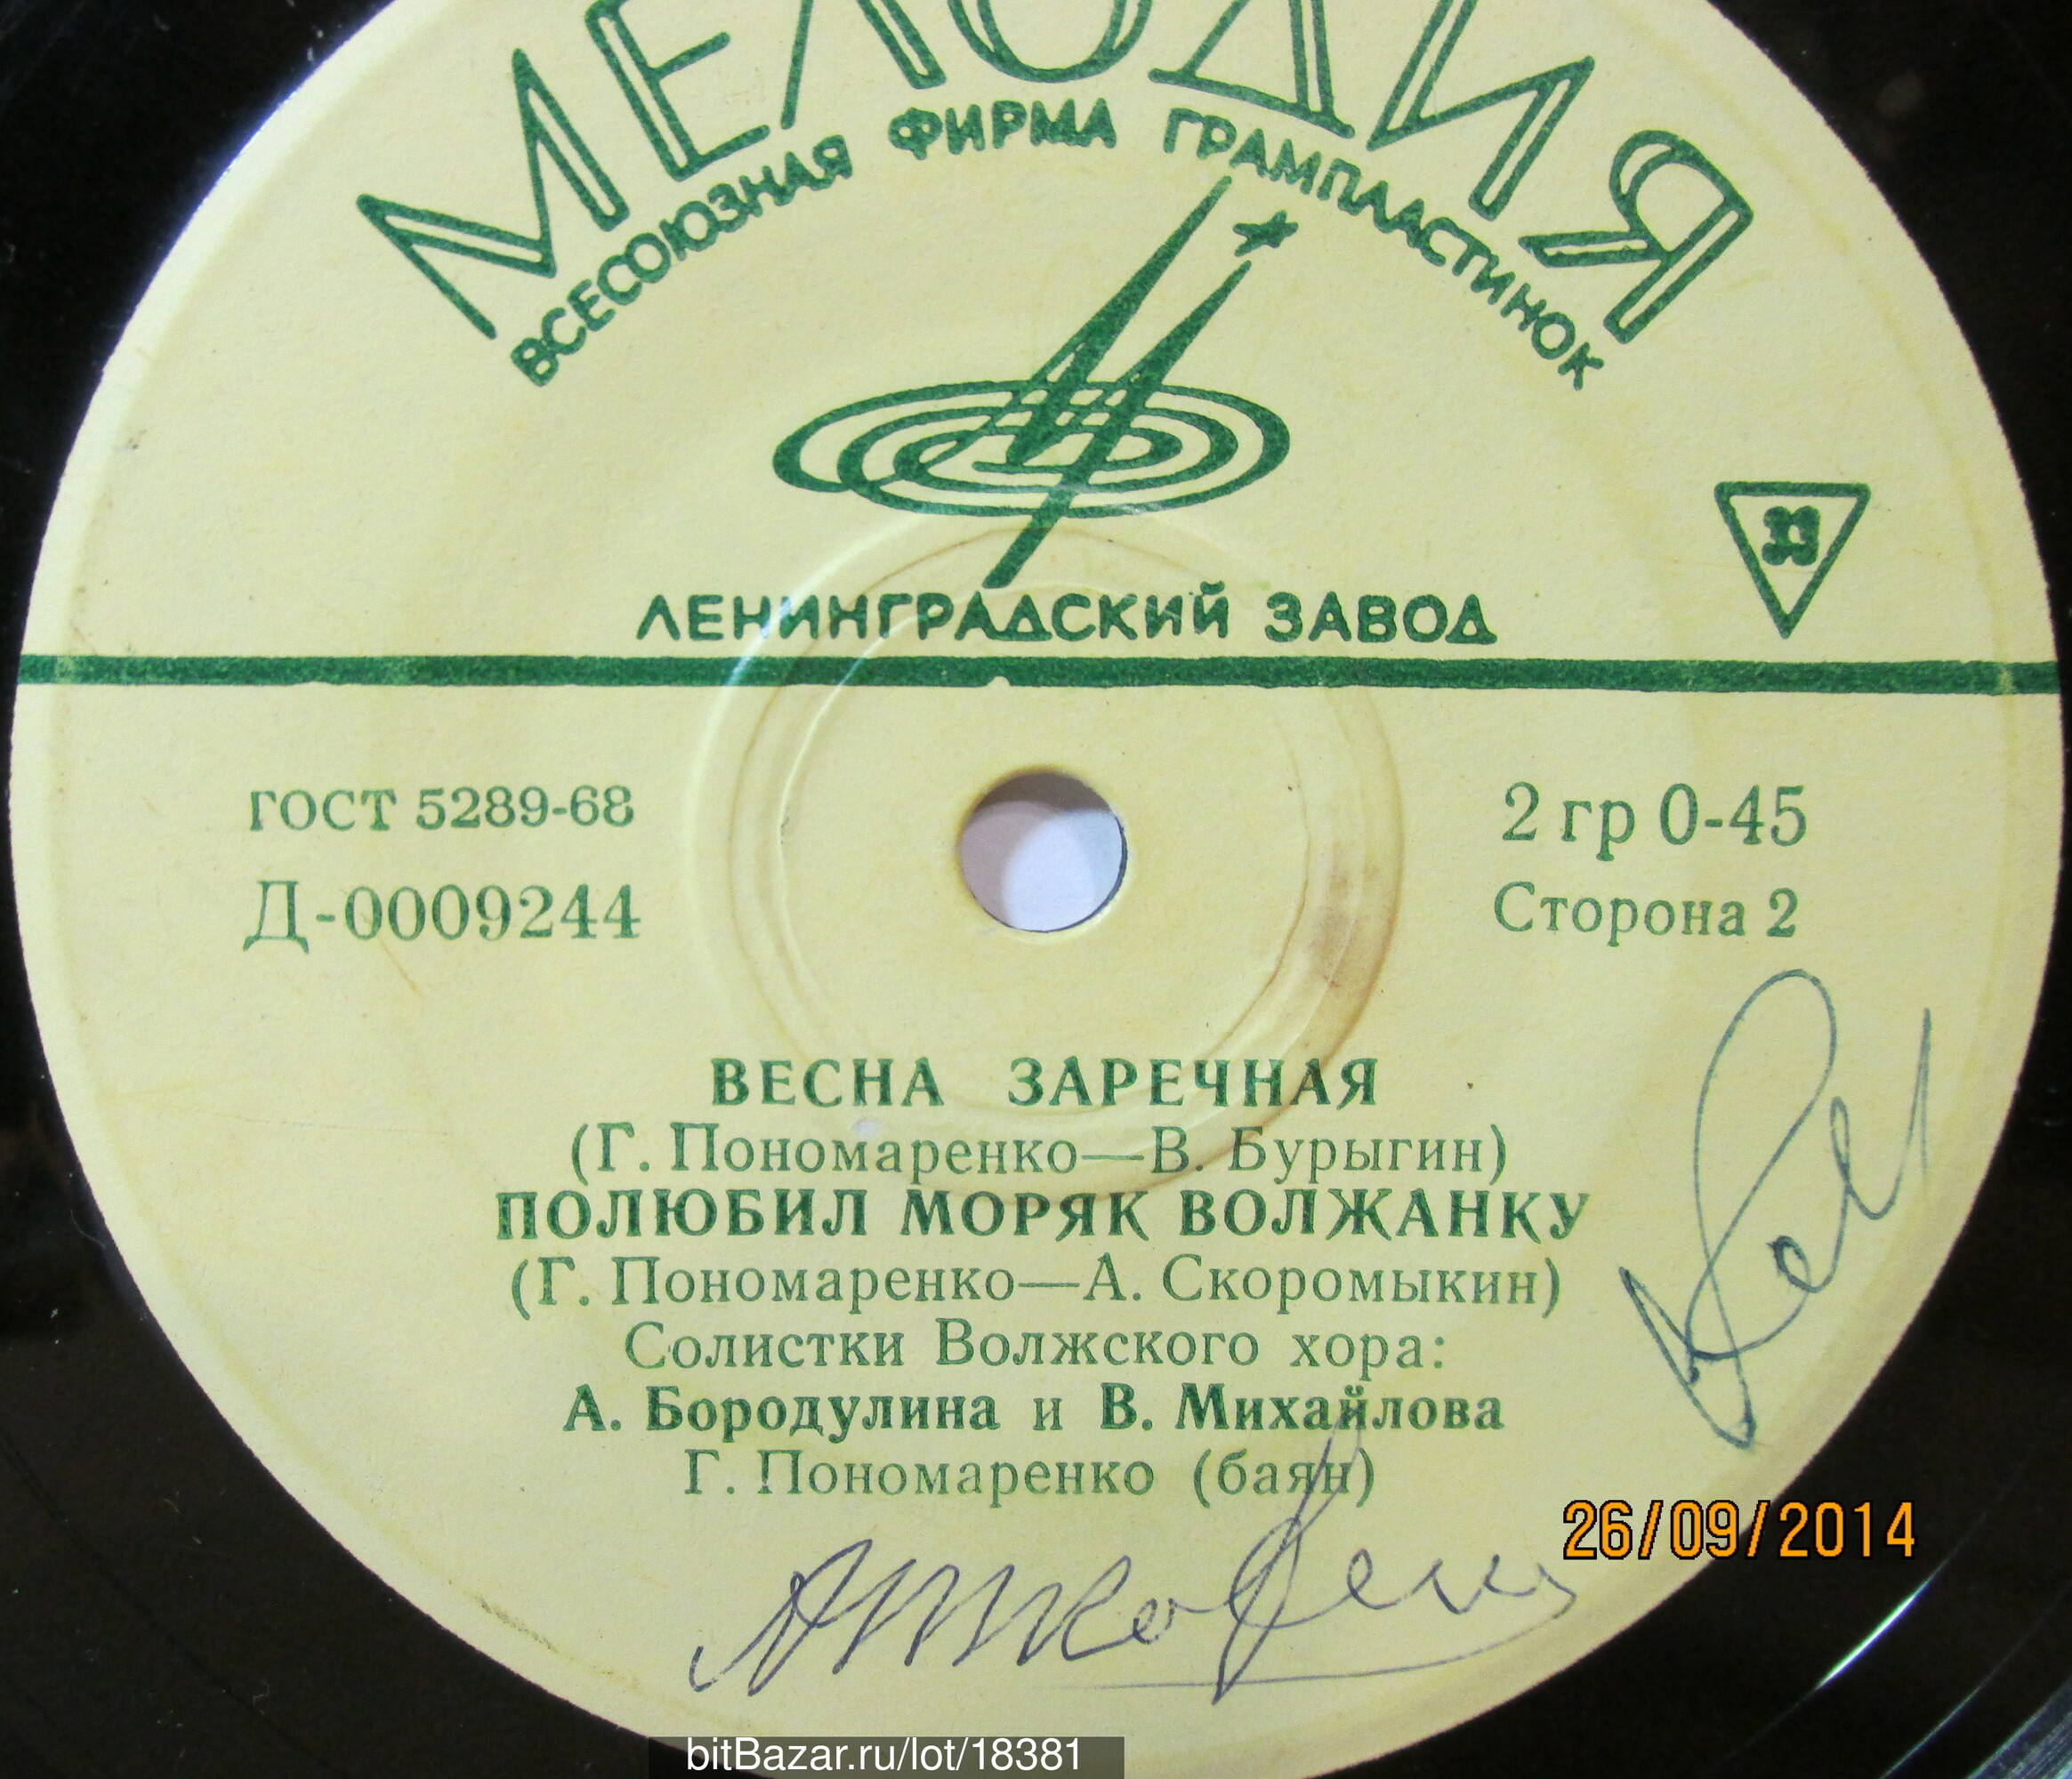 МЕЛОДИЯ
ВСЕСОЮЗНАЯ ФИРМА ГРАМПЛАСТИНОК
33
ЛЕНИНГРАДСКИЙ ЗАВОД
ГОСТ 5289-68
2 гр 0-45
Д-0009244
Сторона 2
ВЕСНА ЗАРЕЧНАЯ
(Г. Пономаренко—В. Бурыгин)
ПОЛЮБИЛ МОРЯК ВОЛЖАНКУ
(Г. Пономаренко—А. Скоромыкин)
Солистки Волжского хора:
А. Бородулина и В. Михайлова
Г. Пономаренко (баян)
26/09/2014
bitBazar.ru/lot/18381